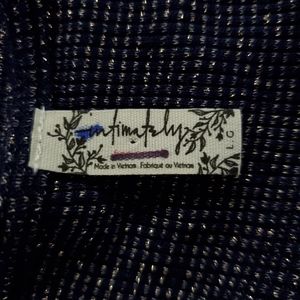 intimately
Made in Vietnam. Fabriqué au Vietnam
L.G